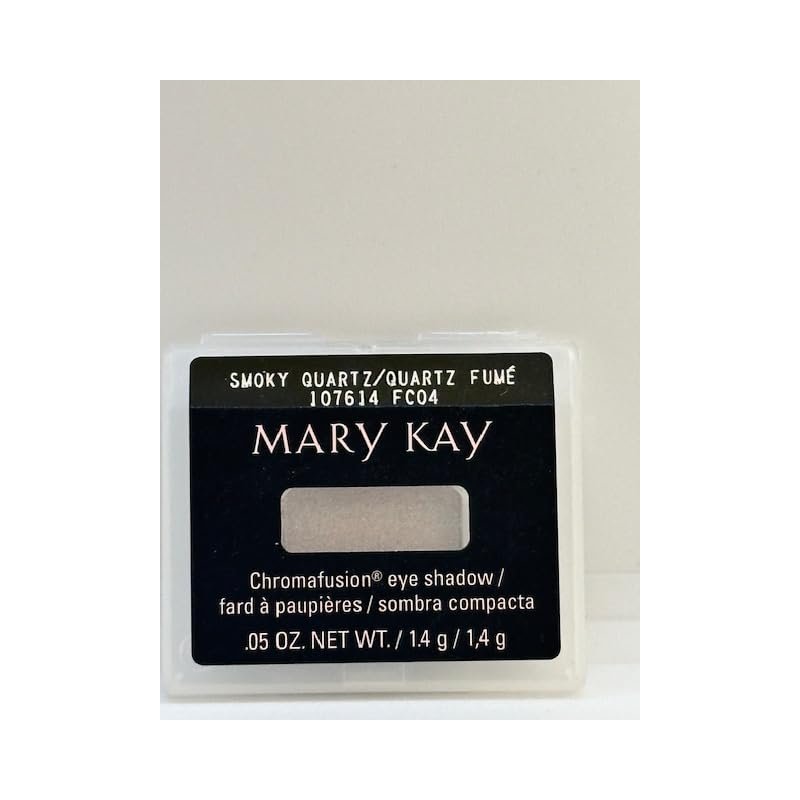 SMOKY QUARTZ/QUARTZ FUMÉ
107614 FC04
MARY KAY
Chromafusion® eye shadow /
fard à paupières / sombra compacta
.05 OZ. NET WT. / 1.4 g / 1,4 g